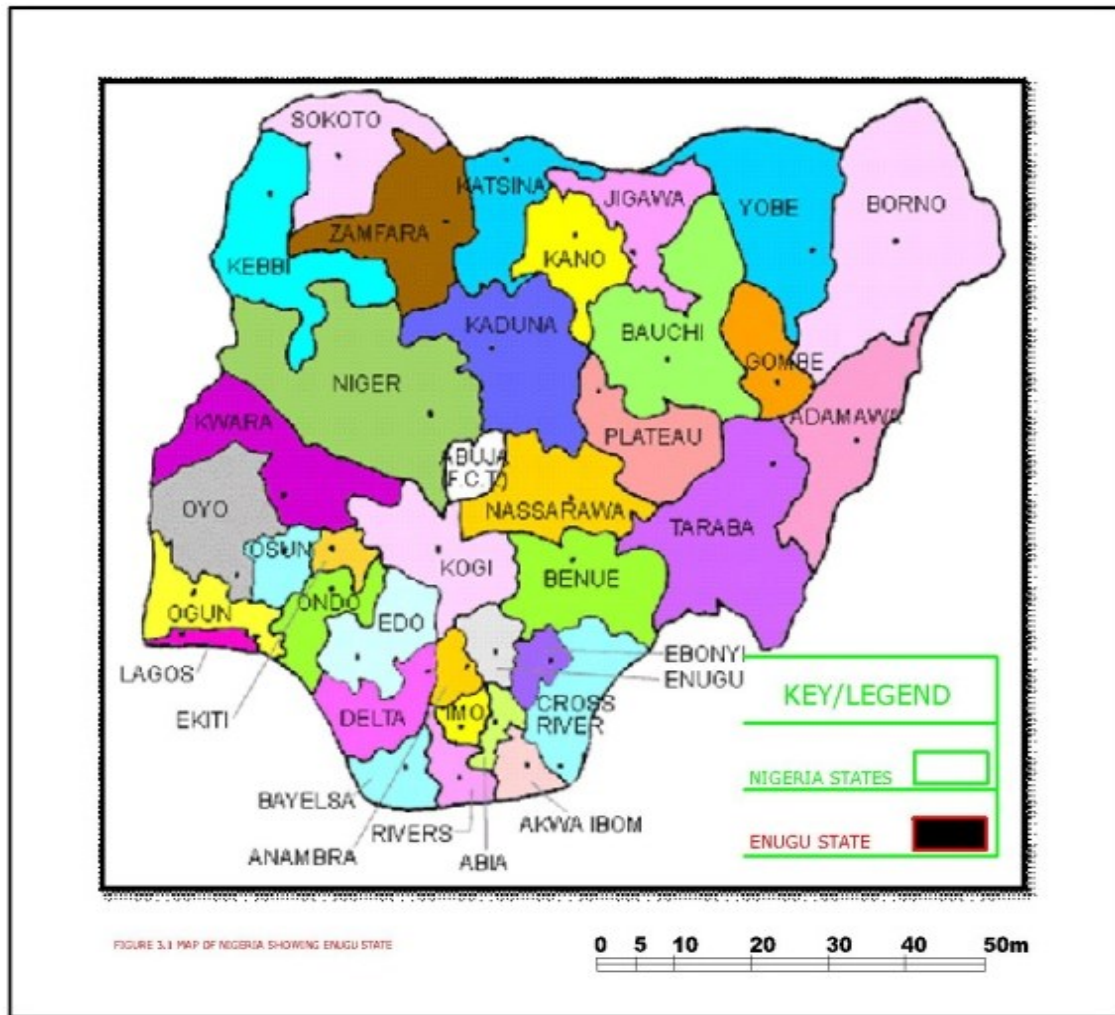 SOKOTO
KATSINA
JIGAWA
YOBE
BORNO
ZAMFARA
KANO
KEBBI
KADUNA
BAUCHI
NIGER
GOMBE
KWARA
ADAMAWA
PLATEAU
ABUJA
(F.C.T.)
OYO
NASSARAWA
TARABA
OSUN
KOGI
BENUE
ONDO
OGUN
EDO
EBONYI
LAGOS
ENUGU
EKITI
DELTA
IMO
CROSS
RIVER
BAYELSA
RIVERS
AKWA IBOM
ANAMBRA
ABIA
KEY/LEGEND
NIGERIA STATES
ENUGU STATE
FIGURE 3.1 MAP OF NIGERIA SHOWING ENUGU STATE
0 5 10 20 30 40 50m